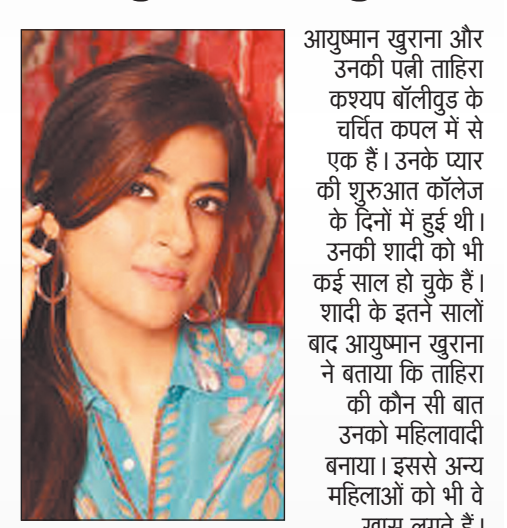 आयुष्मान खुराना और
उनकी पत्नी ताहिरा
कश्यप बॉलीवुड के
चर्चित कपल में से
एक हैं। उनके प्यार
की शुरुआत कॉलेज
के दिनों में हुई थी।
उनकी शादी को भी
कई साल हो चुके हैं।
शादी के इतने सालों
बाद आयुष्मान खुराना
ने बताया कि ताहिरा
की कौन सी बात
उनको महिलावादी
बनाया। इससे अन्य
महिलाओं को भी वे
खास लगते हैं।